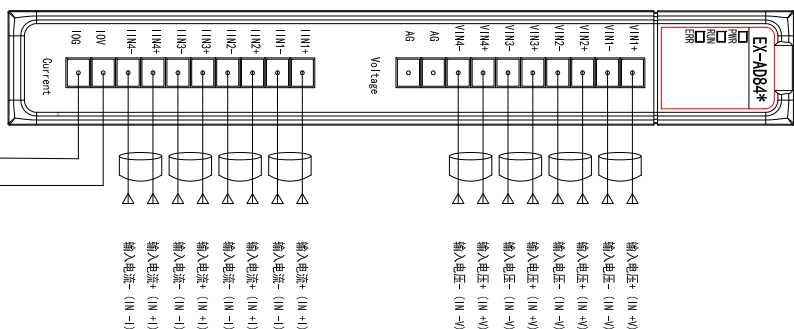 IOG
IOV
IIN4-
IIN4+
IIN3-
IIN3+
IIN2-
IIN2+
IIN1-
IIN1+
Current
AG
AG
VIN4-
VIN4+
VIN3-
VIN3+
VIN2-
VIN2+
VIN1-
VIN1+
Voltage
ERR
RUN
PWR
EX-AD84*
输入电流- (IN -I)
输入电流+ (IN +I)
输入电流- (IN -I)
输入电流+ (IN +I)
输入电流- (IN -I)
输入电流+ (IN +I)
输入电流- (IN -I)
输入电流+ (IN +I)
输入电压- (IN -V)
输入电压+ (IN +V)
输入电压- (IN -V)
输入电压+ (IN +V)
输入电压- (IN -V)
输入电压+ (IN +V)
输入电压- (IN -V)
输入电压+ (IN +V)